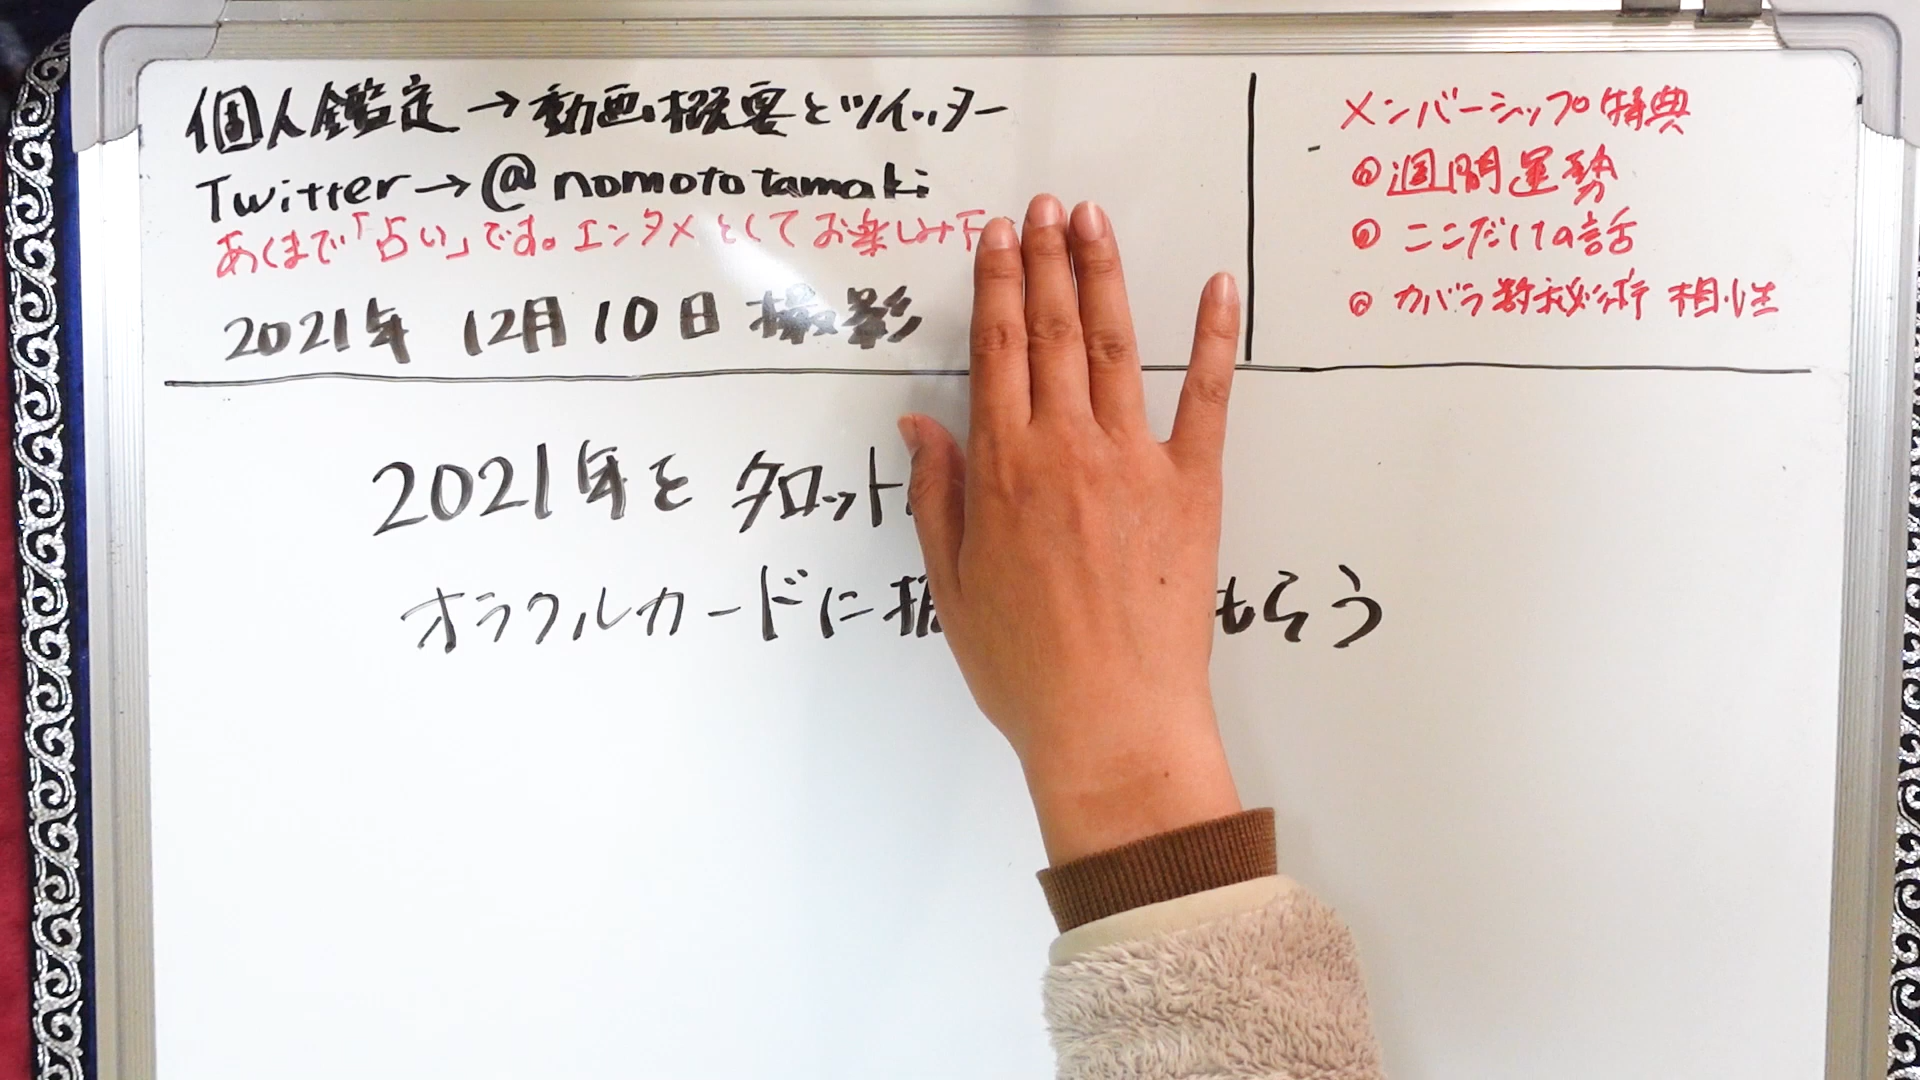 個人鑑定→動画概要とツイッター
Twitter→@nomototamaki
あくまで「占い」です。エンタメとしてお楽しみ下
2021年 12月10日撮影
メンバーシップ特典
◎週間運勢
◎ここだけの話
◎カバラ数秘術 相性
2021年をタロット
オラクルカードに振 もらう